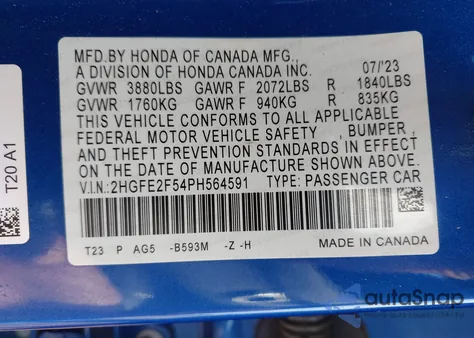 MFD.BY HONDA OF CANADA MFG.,
A DIVISION OF HONDA CANADA INC. 07/'23
GVWR 3880LBS GAWR F 2072LBS R 1840LBS
GVWR 1760KG GAWR F 940KG R 835KG
THIS VEHICLE CONFORMS TO ALL APPLICABLE
FEDERAL MOTOR VEHICLE SAFETY , BUMPER ,
AND THEFT PREVENTION STANDARDS IN EFFECT
ON THE DATE OF MANUFACTURE SHOWN ABOVE.
V.I.N.:2HGFE2F54PH564591 TYPE: PASSENGER CAR
T23 P AG5 -B593M -Z -H MADE IN CANADA
T20 A1
autoSnap